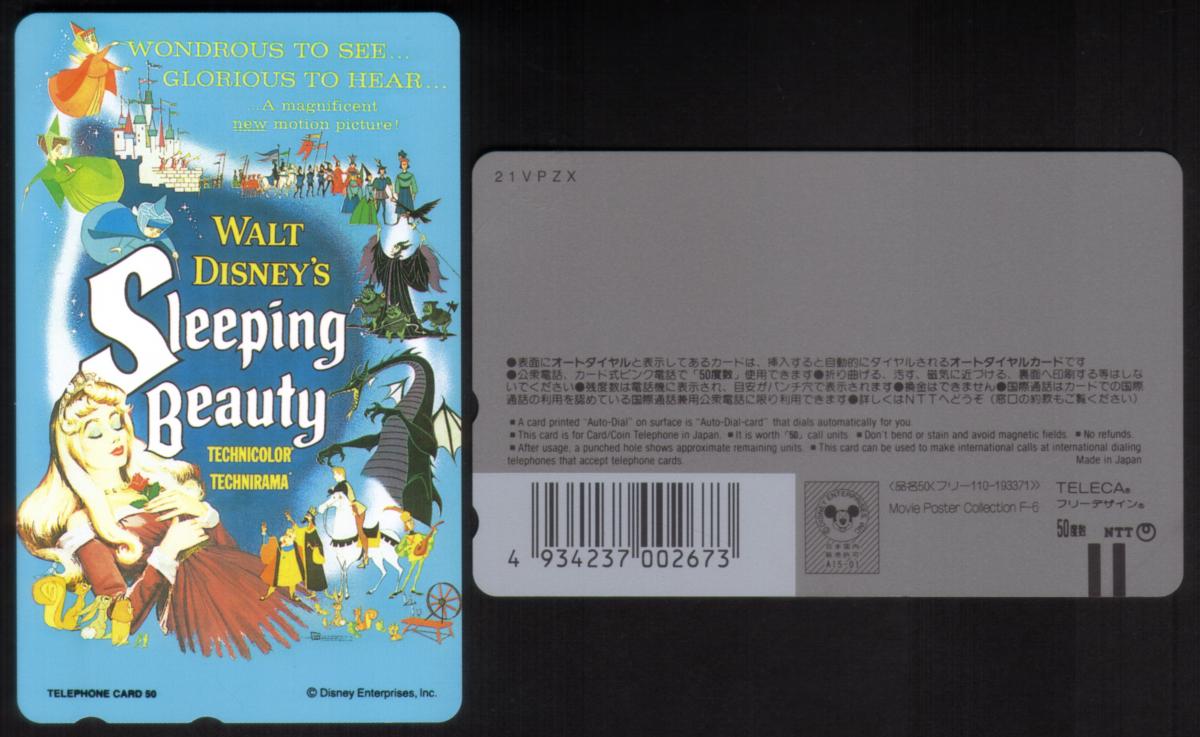 WONDROUS TO SEE...
GLORIOUS TO HEAR...
...A magnificent
new motion picture!
WALT
DISNEY'S
Sleeping
Beauty
TECHNICOLOR®
TECHNIRAMA®
TELEPHONE CARD 50
© Disney Enterprises, Inc.
21VPZX
●表面にオートダイヤルと表示してあるカードは、挿入すると自動的にダイヤルされるオートダイヤルカードです
●公衆電話、カード式ピンク電話で「50度数」使用できます●折り曲げる、汚す、磁気に近づける、裏面へ印刷する等はしな
いでください●残度数は電話機に表示され、目安がパンチ穴で表示されます●換金はできません●国際通話はカードでの国際
通話の利用を認めている国際通話兼用公衆電話に限り利用できます●詳しくはNTTへどうぞ（窓口の約款もご覧ください）
■ A card printed "Auto-Dial" on surface is "Auto-Dial-card" that dials automatically for you.
■ This card is for Card/Coin Telephone in Japan. ■ It is worth「50」call units. ■ Don't bend or stain and avoid magnetic fields. ■ No refunds.
■ After usage, a punched hole shows approximate remaining units. ■ This card can be used to make international calls at international dialing
telephones that accept telephone cards.
Made in Japan
4 934237 002673
DISNEY ENTERPRISES, INC.
日本国内
販売許可
A15-01
〈品名50〈フリー110-193371〉〉
Movie Poster Collection F-6
TELECA®
フリーデザイン®
50度数 NTT